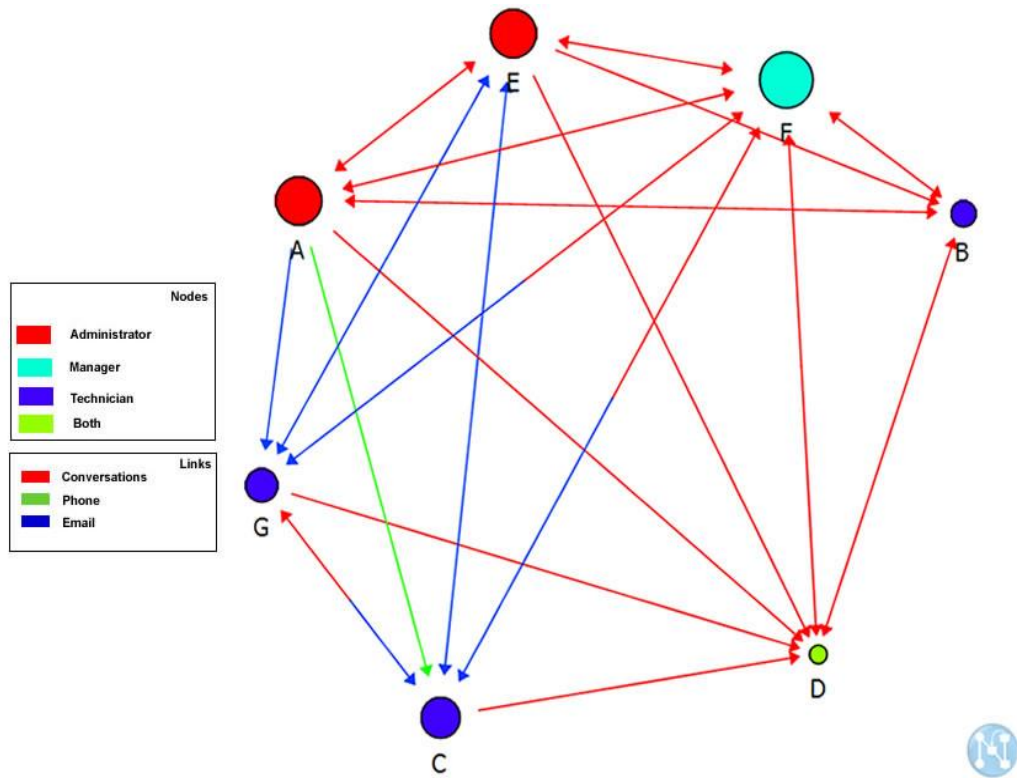 E
F
A
B
Nodes
Administrator
Manager
Technician
Both
Links
Conversations
Phone
Email
G
D
C